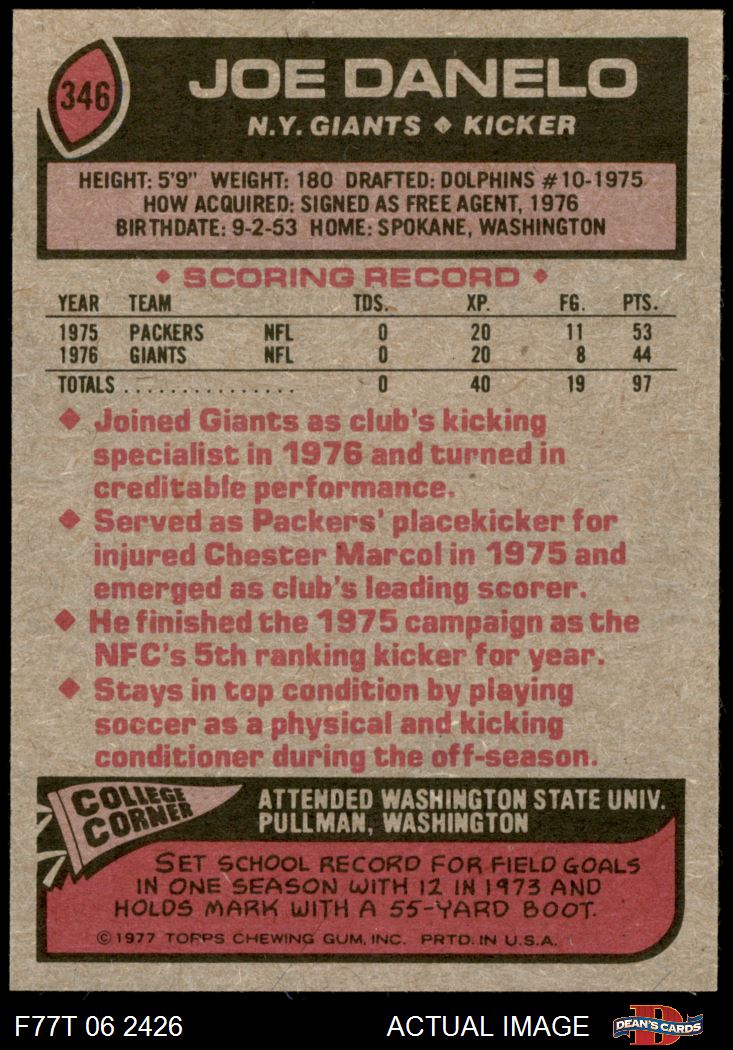 346
JOE DANELO
N.Y. GIANTS ♦ KICKER
HEIGHT: 5'9" WEIGHT: 180 DRAFTED: DOLPHINS #10-1975
HOW ACQUIRED: SIGNED AS FREE AGENT, 1976
BIRTHDATE: 9-2-53 HOME: SPOKANE, WASHINGTON
♦ SCORING RECORD ♦
YEAR TEAM TDS. XP. FG. PTS.
1975 PACKERS NFL 0 20 11 53
1976 GIANTS NFL 0 20 8 44
TOTALS ................ 0 40 19 97
♦ Joined Giants as club's kicking
specialist in 1976 and turned in
creditable performance.
♦ Served as Packers' placekicker for
injured Chester Marcol in 1975 and
emerged as club's leading scorer.
♦ He finished the 1975 campaign as the
NFC's 5th ranking kicker for year.
♦ Stays in top condition by playing
soccer as a physical and kicking
conditioner during the off-season.
COLLEGE
CORNER
ATTENDED WASHINGTON STATE UNIV.
PULLMAN, WASHINGTON
SET SCHOOL RECORD FOR FIELD GOALS
IN ONE SEASON WITH 12 IN 1973 AND
HOLDS MARK WITH A 55-YARD BOOT.
©1977 TOPPS CHEWING GUM, INC. PRTD. IN U.S.A.
F77T 06 2426
ACTUAL IMAGE
D
DEAN'S CARDS